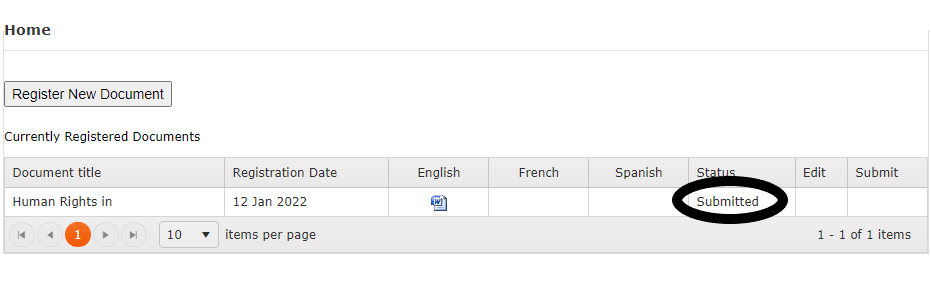 Home
Register New Document
Currently Registered Documents
Document title Registration Date English French Spanish Status Edit Submit
Human Rights in 12 Jan 2022 Submitted
1 10 items per page 1 - 1 of 1 items